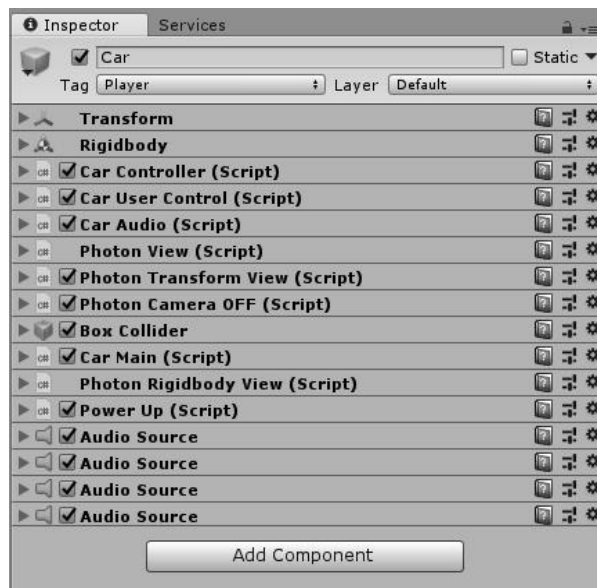 Inspector Services
Car Static
Tag Player Layer Default
Transform
Rigidbody
Car Controller (Script)
Car User Control (Script)
Car Audio (Script)
Photon View (Script)
Photon Transform View (Script)
Photon Camera OFF (Script)
Box Collider
Car Main (Script)
Photon Rigidbody View (Script)
Power Up (Script)
Audio Source
Audio Source
Audio Source
Audio Source
Add Component